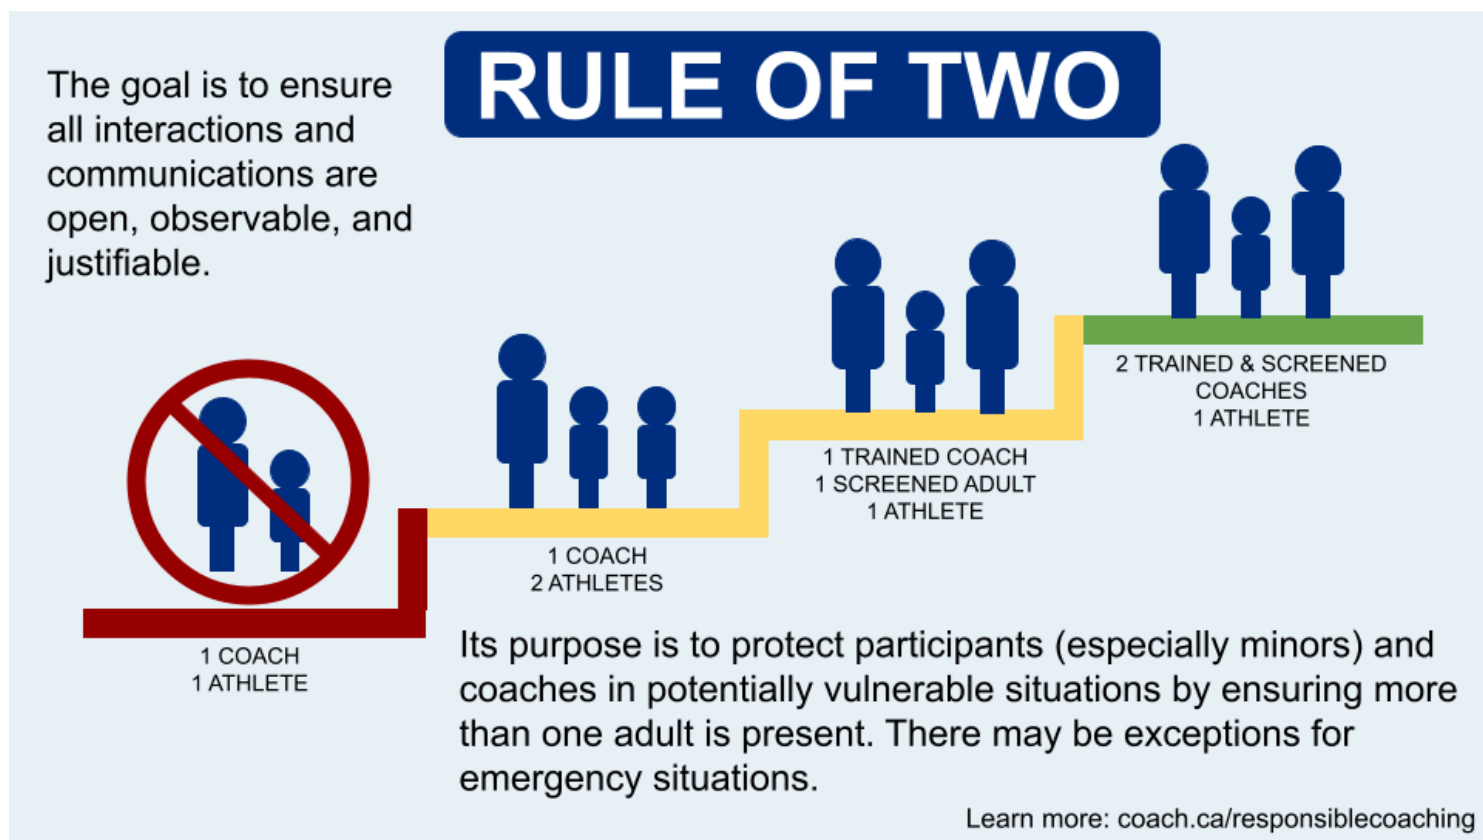 RULE OF TWO
The goal is to ensure
all interactions and
communications are
open, observable, and
justifiable.
1 COACH
1 ATHLETE
1 COACH
2 ATHLETES
1 TRAINED COACH
1 SCREENED ADULT
1 ATHLETE
2 TRAINED & SCREENED
COACHES
1 ATHLETE
Its purpose is to protect participants (especially minors) and
coaches in potentially vulnerable situations by ensuring more
than one adult is present. There may be exceptions for
emergency situations.
Learn more: coach.ca/responsiblecoaching